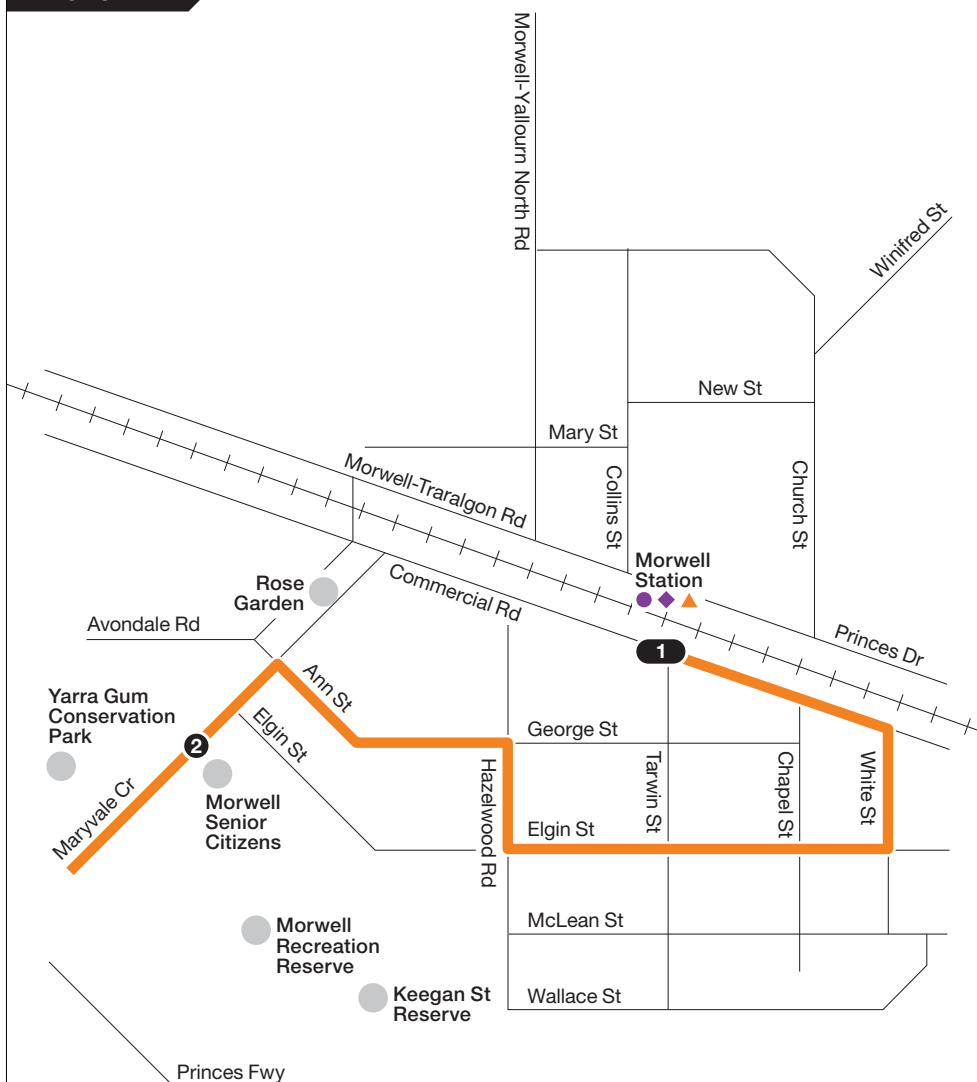 Morwell-Yallourn North Rd
Winifred St
New St
Mary St
Morwell-Traralgon Rd
Collins St
Church St
Morwell
Station
Rose
Garden
Commercial Rd
Avondale Rd
Princes Dr
1
Ann St
Yarra Gum
Conservation
Park
Elgin St
George St
2
Hazelwood Rd
Tarwin St
Chapel St
White St
Maryvale Cr
Morwell
Senior
Citizens
Elgin St
McLean St
Morwell
Recreation
Reserve
Keegan St
Reserve
Wallace St
Princes Fwy